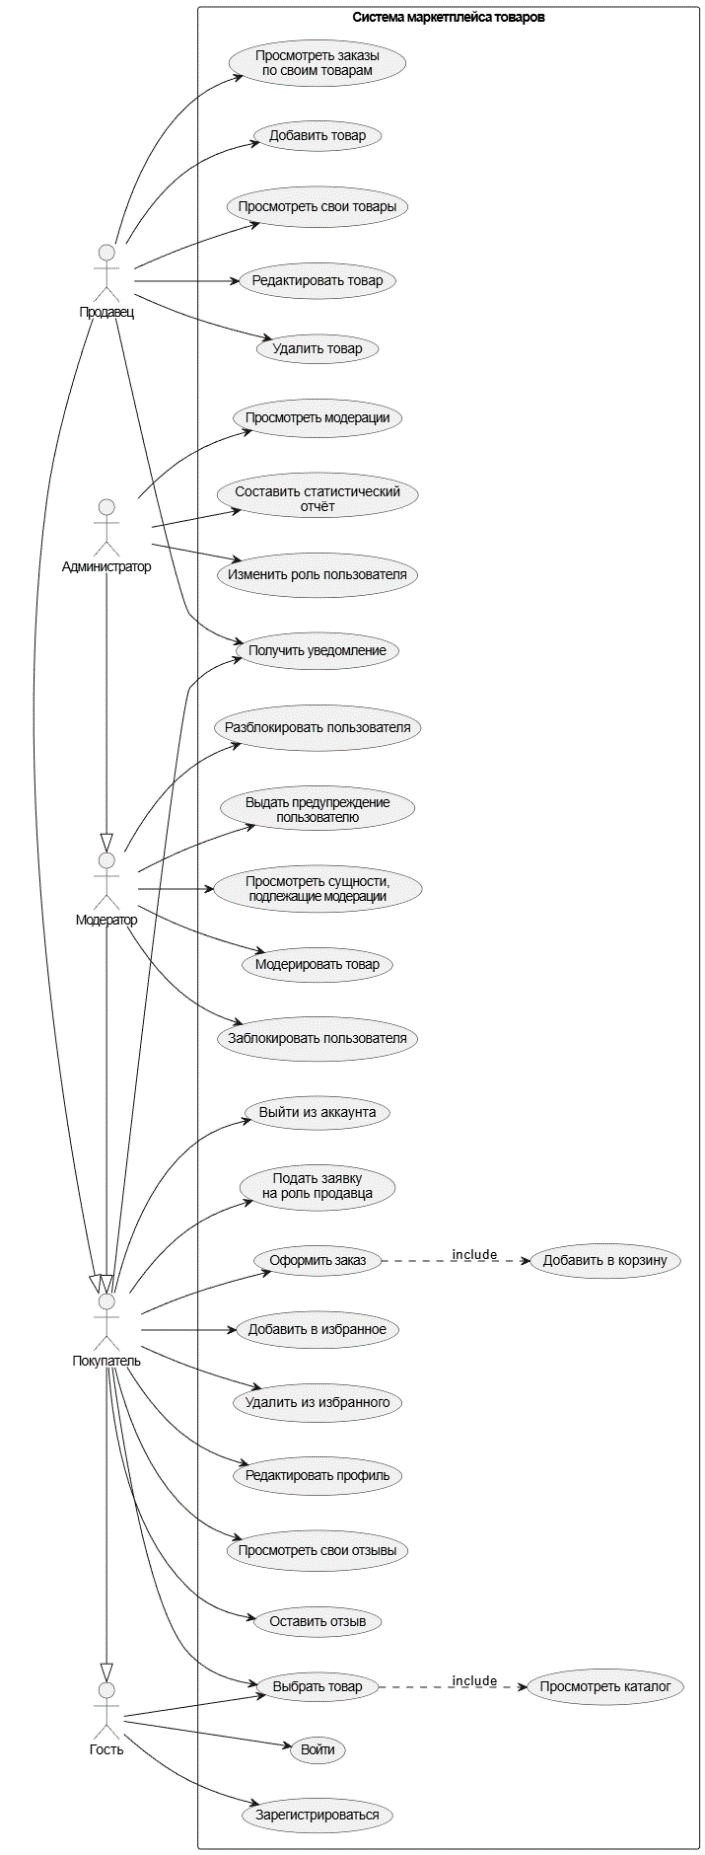 Система маркетплейса товаров
Просмотреть заказы
по своим товарам
Добавить товар
Просмотреть свои товары
Редактировать товар
Продавец
Удалить товар
Просмотреть модерации
Составить статистический
отчёт
Администратор
Изменить роль пользователя
Получить уведомление
Разблокировать пользователя
Выдать предупреждение
пользователю
Просмотреть сущности,
подлежащие модерации
Модератор
Модерировать товар
Заблокировать пользователя
Выйти из аккаунта
Подать заявку
на роль продавца
Оформить заказ
include
Добавить в корзину
Добавить в избранное
Покупатель
Удалить из избранного
Редактировать профиль
Просмотреть свои отзывы
Оставить отзыв
Выбрать товар
include
Просмотреть каталог
Гость
Войти
Зарегистрироваться